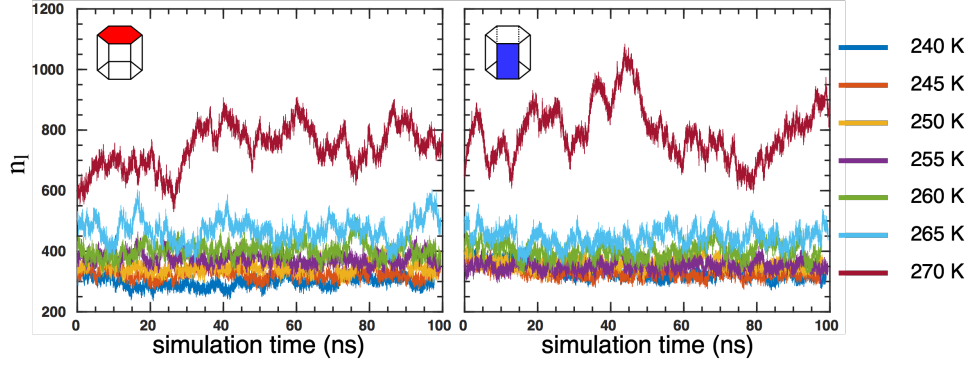 1200
1000
800
600
400
200
n_l
0 20 40 60 80 100
0 20 40 60 80 100
simulation time (ns)
simulation time (ns)
240 K
245 K
250 K
255 K
260 K
265 K
270 K